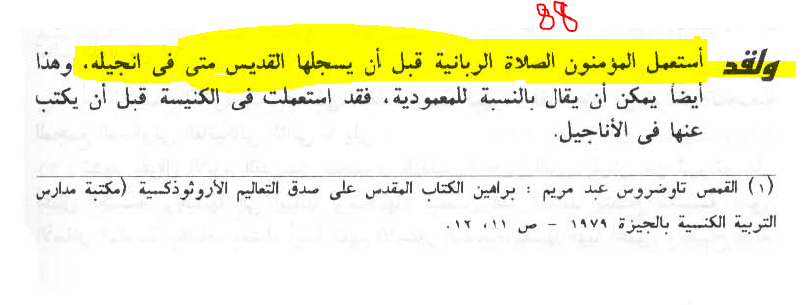 88
ولقد أستعمل المؤمنون الصلاة الربانية قبل أن يسجلها القديس متى فى انجيله. وهذا
أيضاً يمكن أن يقال بالنسبة للمعمودية، فقد استعملت فى الكنيسة قبل أن يكتب
عنها فى الأناجيل.
(١) القمص تاوضروس عبد مريم : براهين الكتاب المقدس على صدق التعاليم الأروثوذكسية (مكتبة مدارس
التربية الكنسية بالجيزة ١٩٧٩ - ص ١١، ١٢.